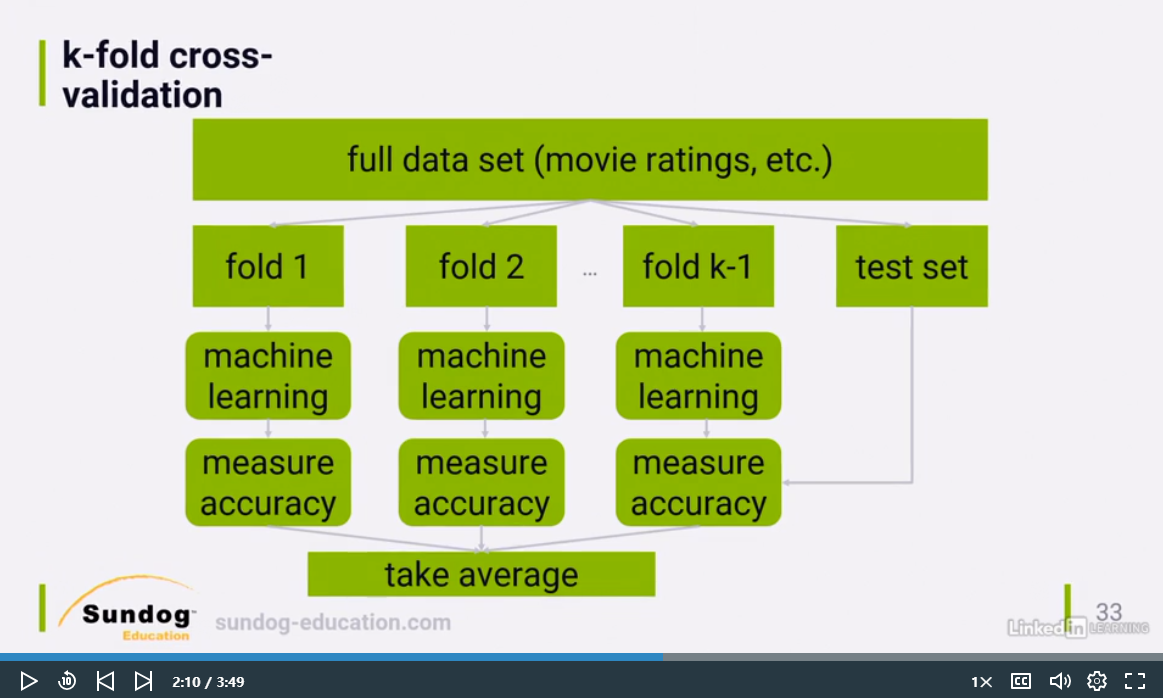 k-fold cross-
validation
full data set (movie ratings, etc.)
fold 1
fold 2
...
fold k-1
test set
machine
learning
machine
learning
machine
learning
measure
accuracy
measure
accuracy
measure
accuracy
take average
Sundog
Education
sundog-education.com
33
LinkedIn LEARNING
10
2:10 / 3:49
1×
CC